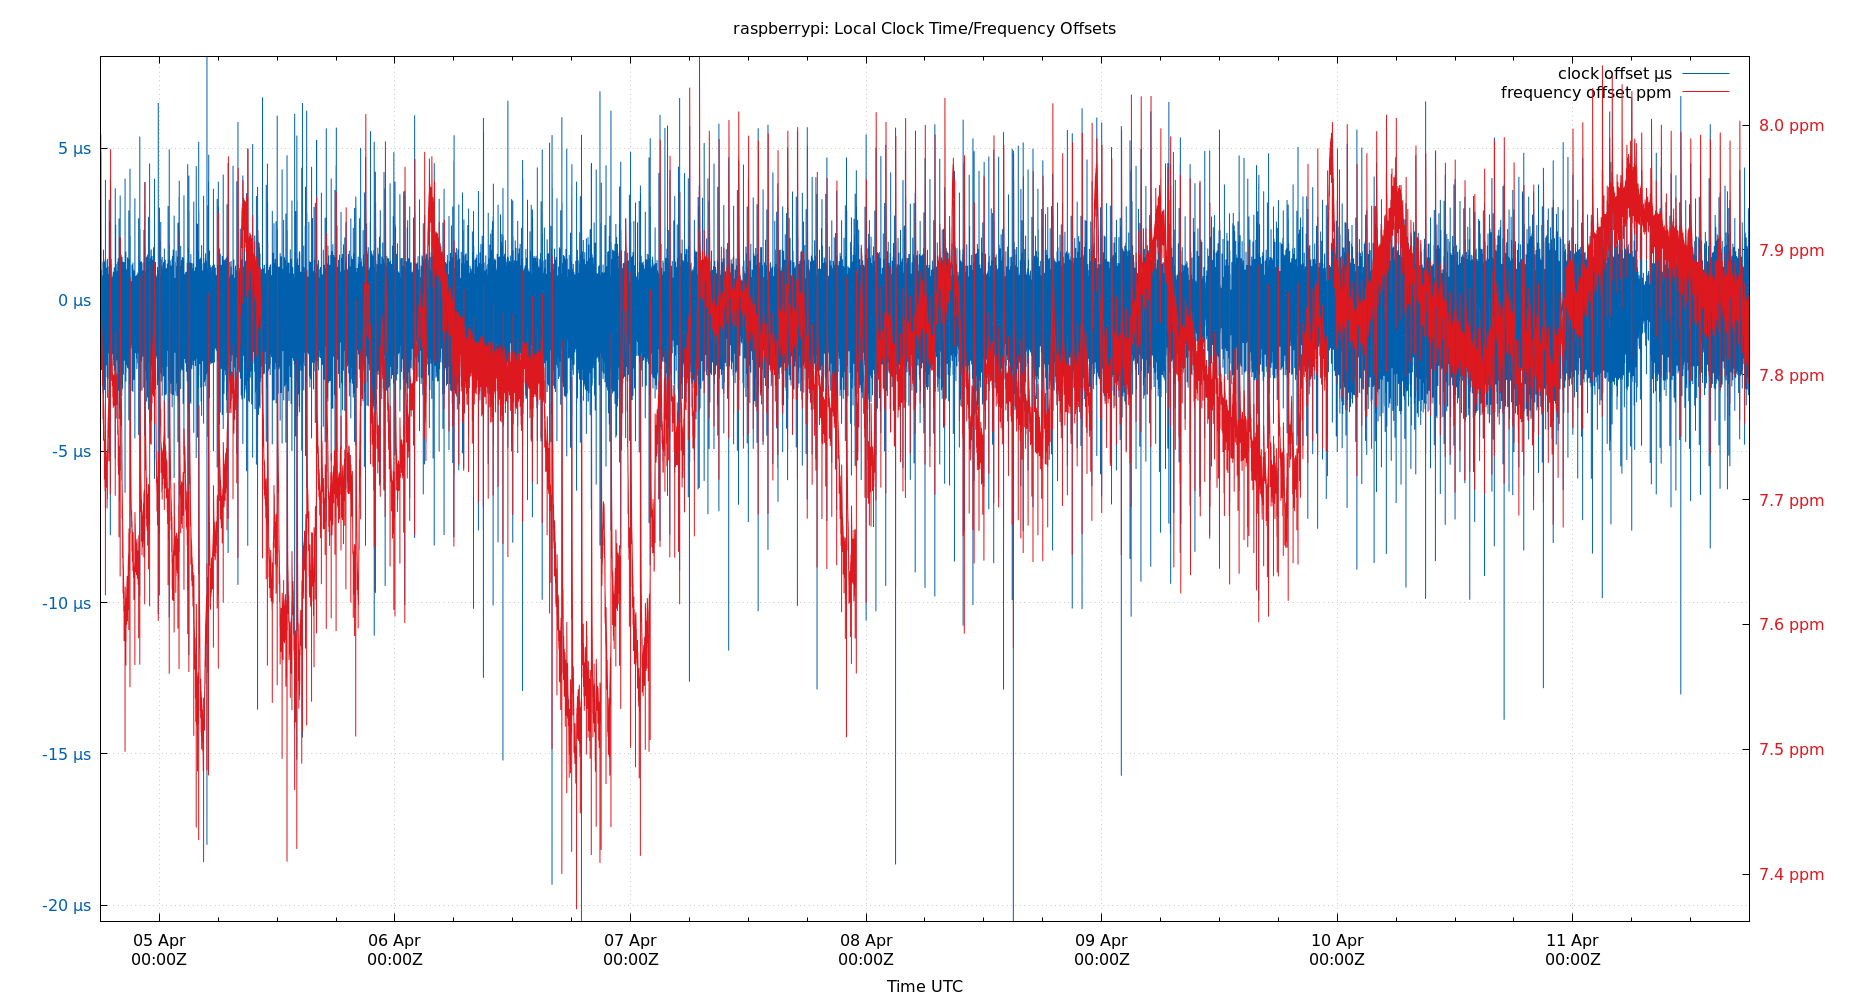 raspberrypi: Local Clock Time/Frequency Offsets
clock offset µs
frequency offset ppm
5 µs
0 µs
-5 µs
-10 µs
-15 µs
-20 µs
8.0 ppm
7.9 ppm
7.8 ppm
7.7 ppm
7.6 ppm
7.5 ppm
7.4 ppm
05 Apr
00:00Z
06 Apr
00:00Z
07 Apr
00:00Z
08 Apr
00:00Z
09 Apr
00:00Z
10 Apr
00:00Z
11 Apr
00:00Z
Time UTC